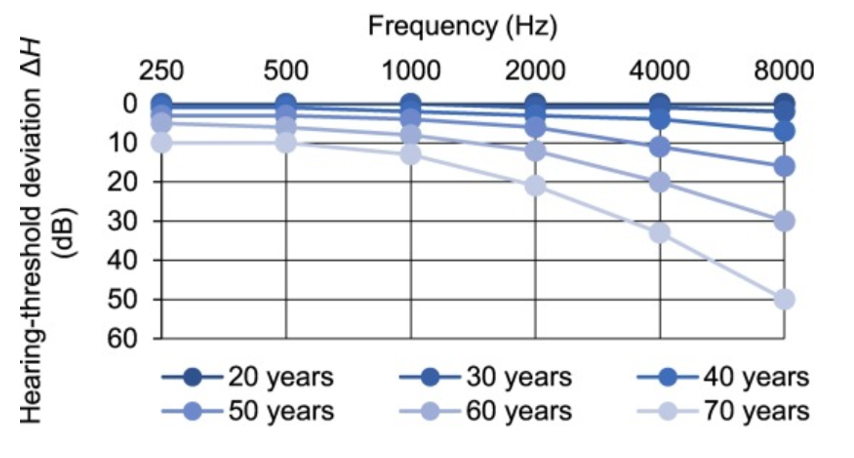 Frequency (Hz)
250 500 1000 2000 4000 8000
Hearing-threshold deviation ΔH
(dB)
0
10
20
30
40
50
60
20 years 30 years 40 years
50 years 60 years 70 years